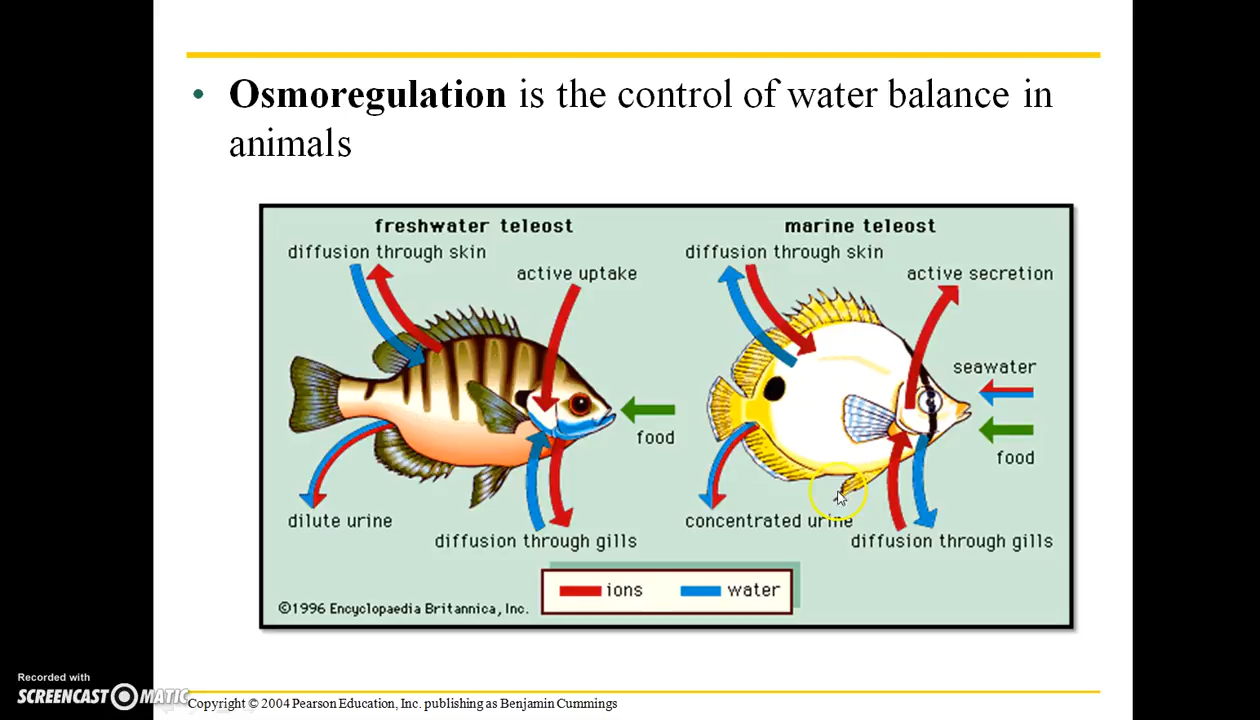 • Osmoregulation is the control of water balance in
animals
freshwater teleost
diffusion through skin
active uptake
food
dilute urine
diffusion through gills
marine teleost
diffusion through skin
active secretion
seawater
food
concentrated urine
diffusion through gills
ions
water
©1996 Encyclopaedia Britannica, Inc.
Recorded with
SCREENCAST MATIC
Copyright © 2004 Pearson Education, Inc. publishing as Benjamin Cummings